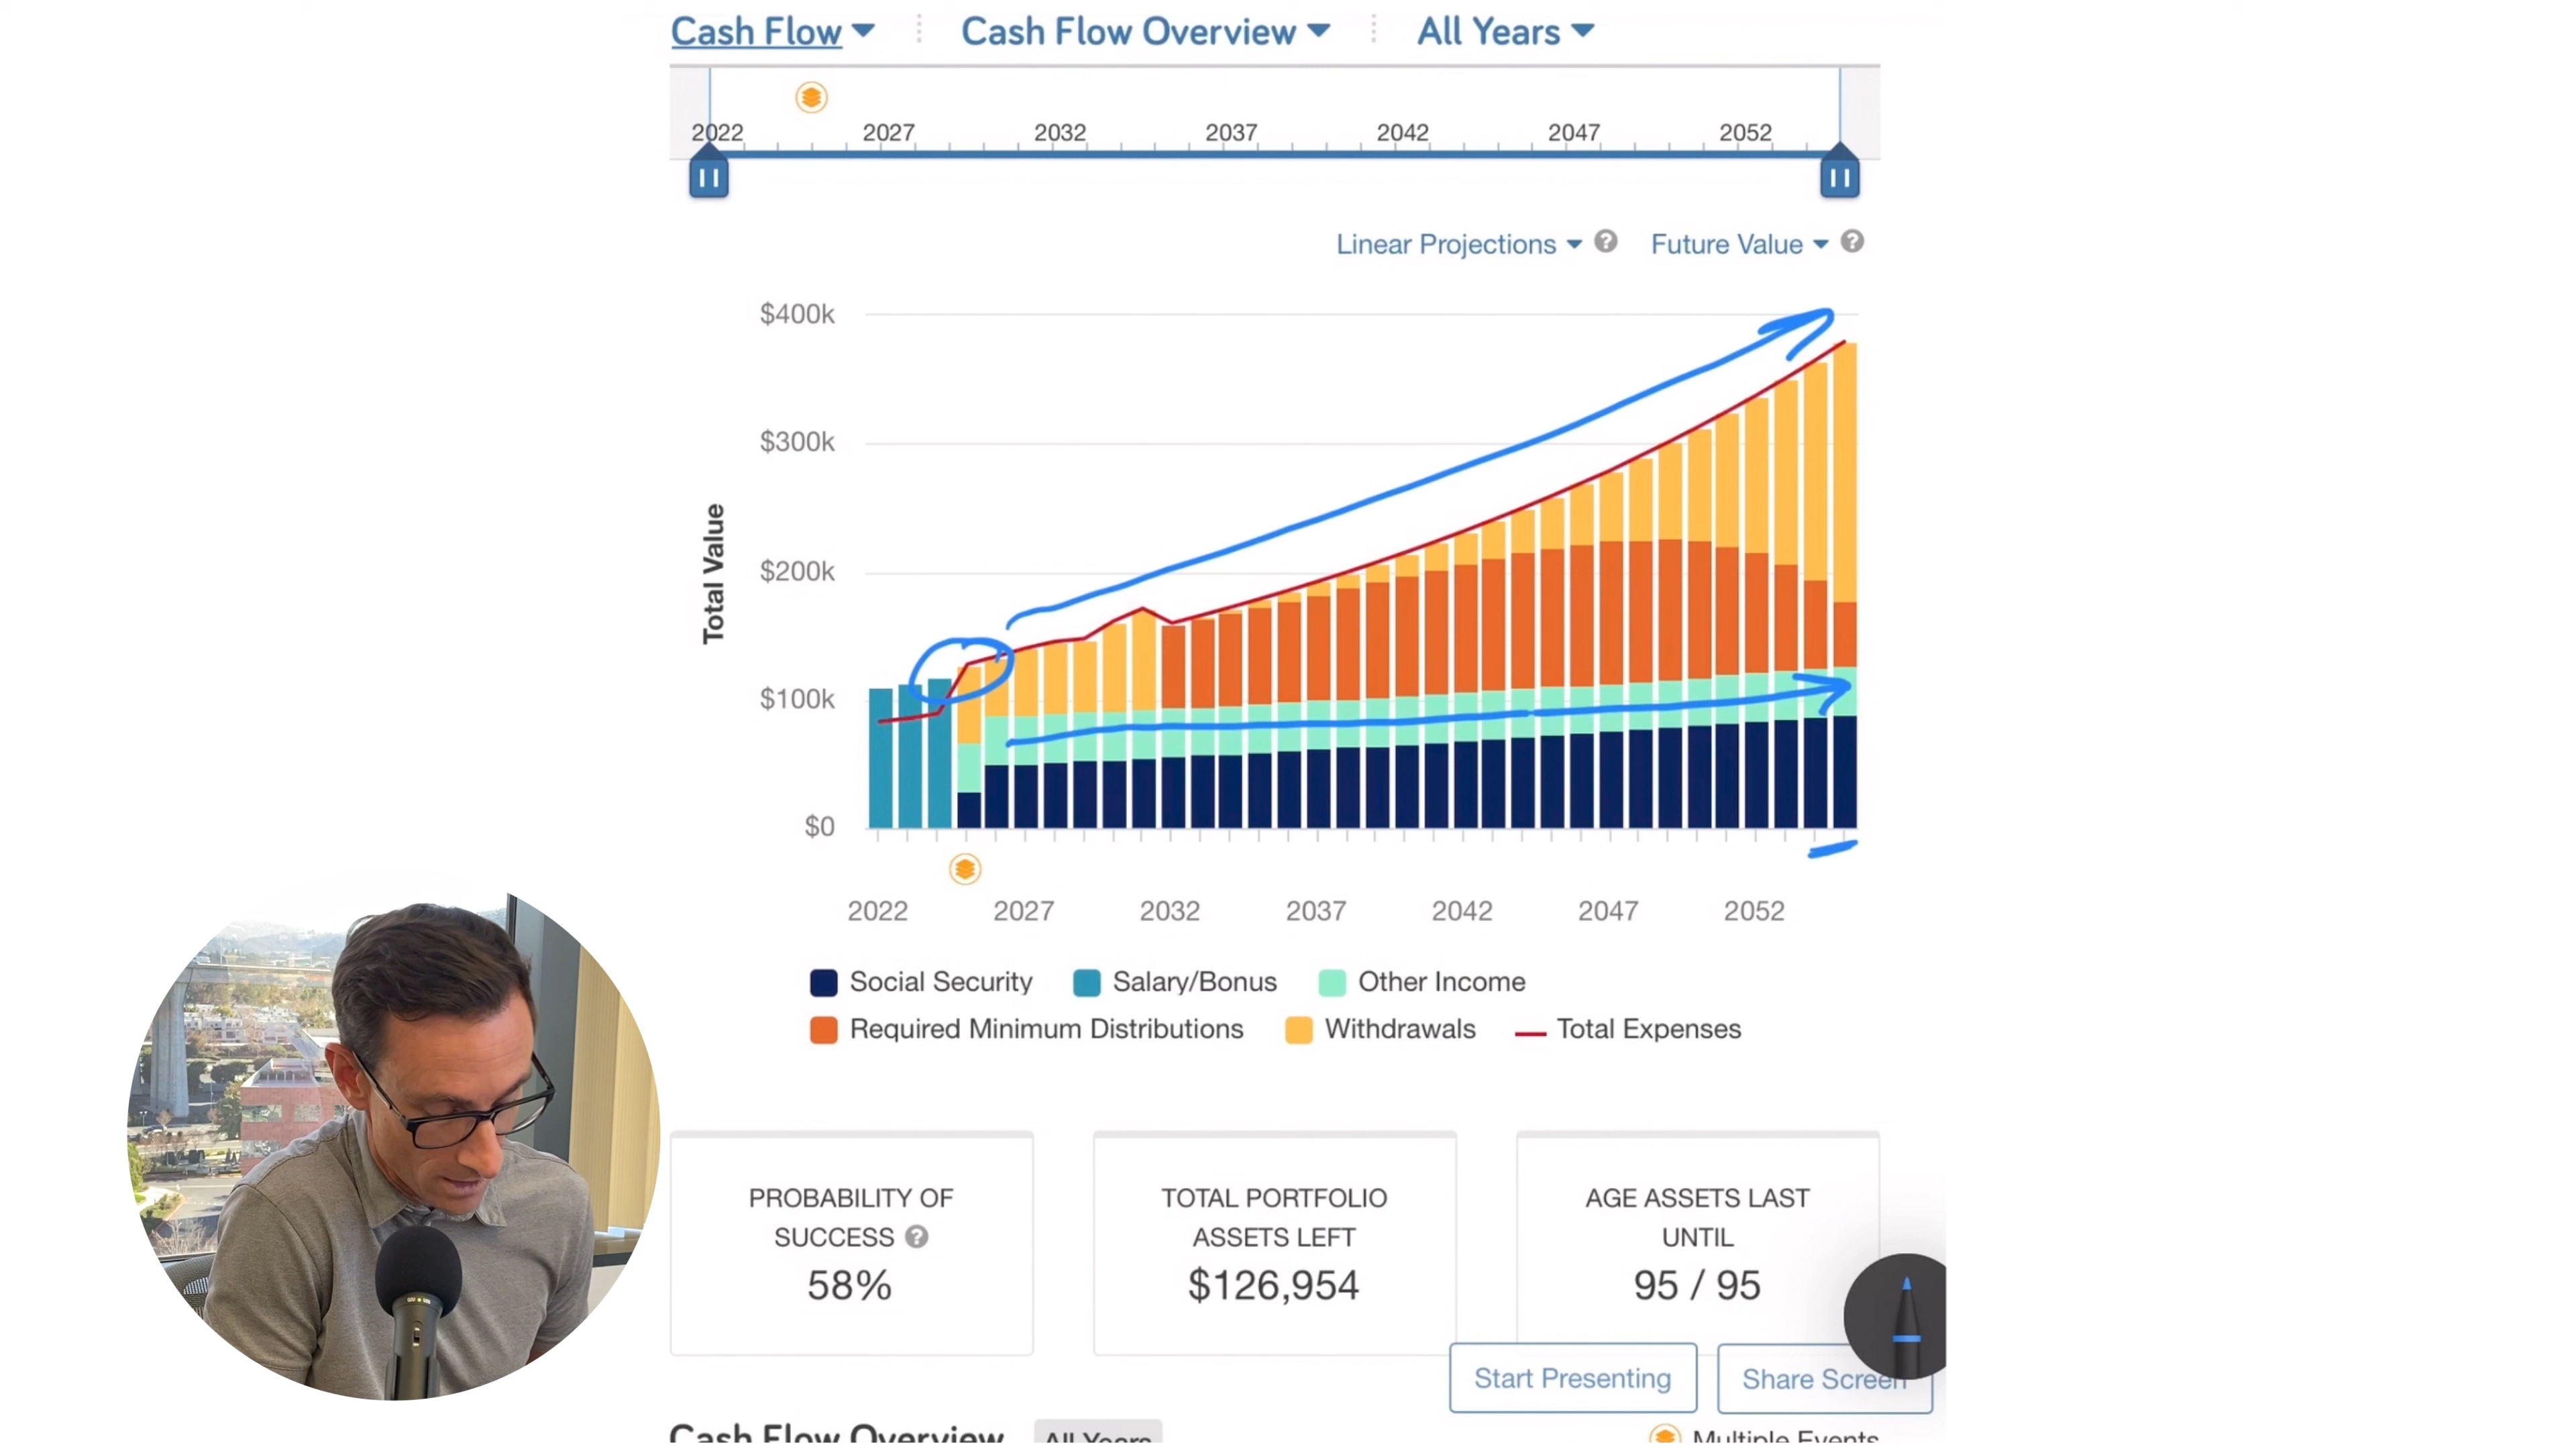 Cash Flow Cash Flow Overview All Years
2022 2027 2032 2037 2042 2047 2052
Linear Projections ? Future Value ?
$400k
$300k
$200k
$100k
$0
Total Value
2022 2027 2032 2037 2042 2047 2052
Social Security Salary/Bonus Other Income
Required Minimum Distributions Withdrawals Total Expenses
PROBABILITY OF
SUCCESS ?
58%
TOTAL PORTFOLIO
ASSETS LEFT
$126,954
AGE ASSETS LAST
UNTIL
95 / 95
Start Presenting Share Screen
Cash Flow Overview All Years Multiple Events